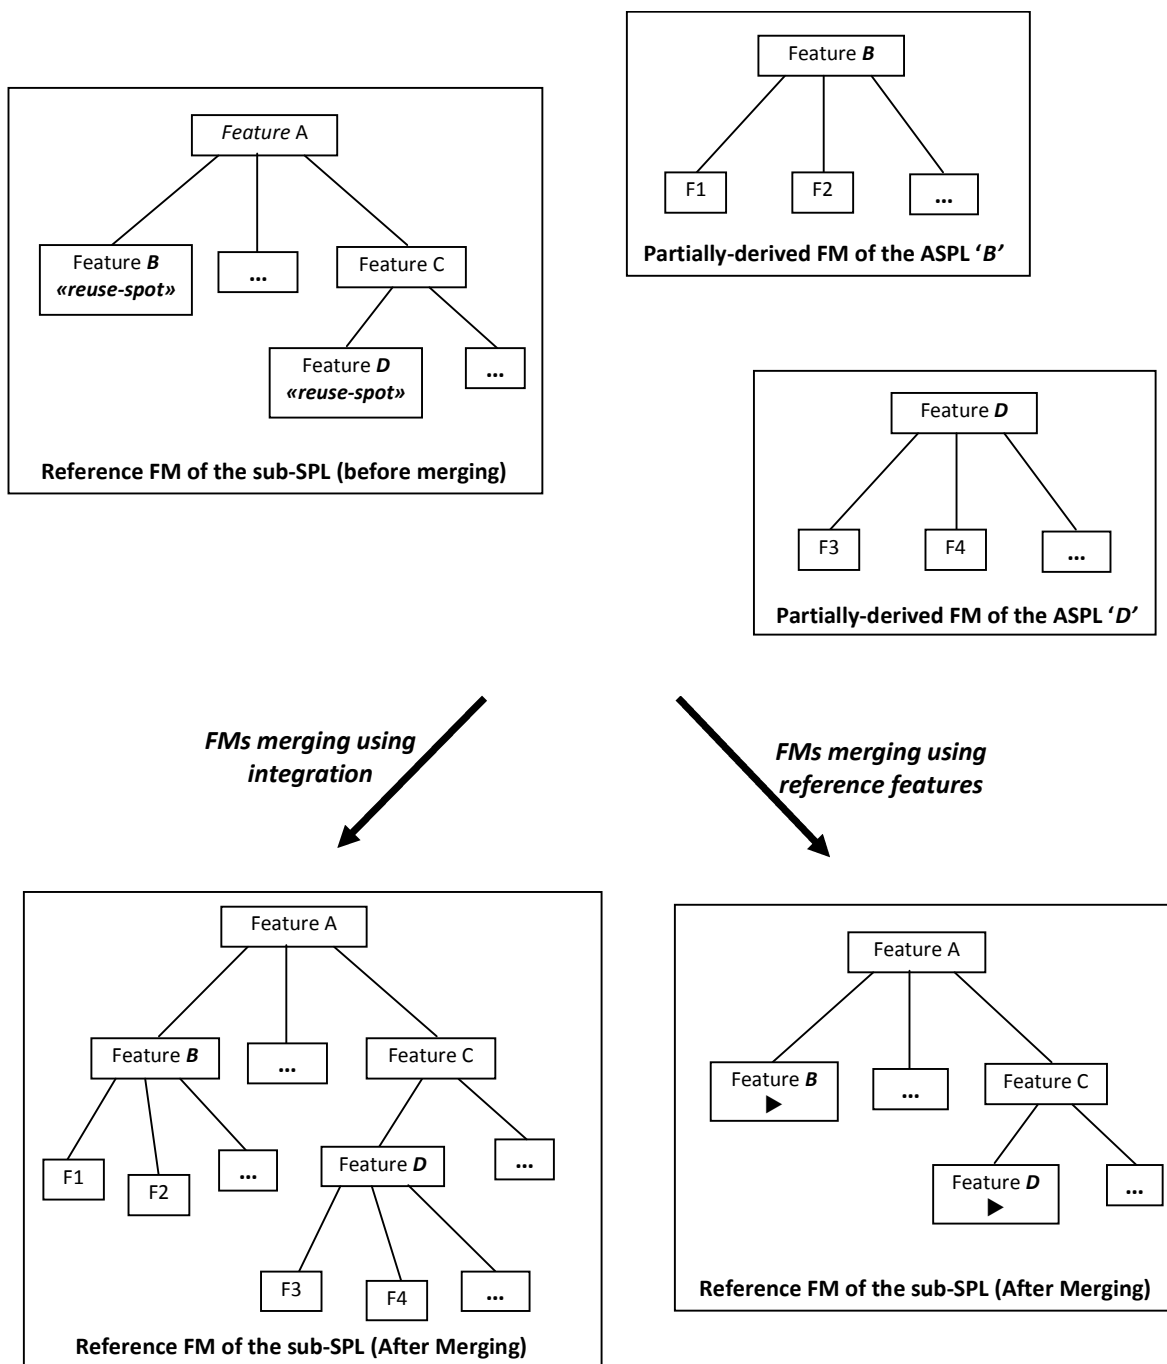 Feature B
F1
F2
...
Partially-derived FM of the ASPL ‘B’
Feature A
Feature B
«reuse-spot»
...
Feature C
Feature D
«reuse-spot»
...
Reference FM of the sub-SPL (before merging)
Feature D
F3
F4
...
Partially-derived FM of the ASPL ‘D’
FMs merging using
integration
FMs merging using
reference features
Feature A
Feature B
...
Feature C
F1
F2
...
Feature D
...
F3
F4
...
Reference FM of the sub-SPL (After Merging)
Feature A
Feature B
...
Feature C
Feature D
...
Reference FM of the sub-SPL (After Merging)